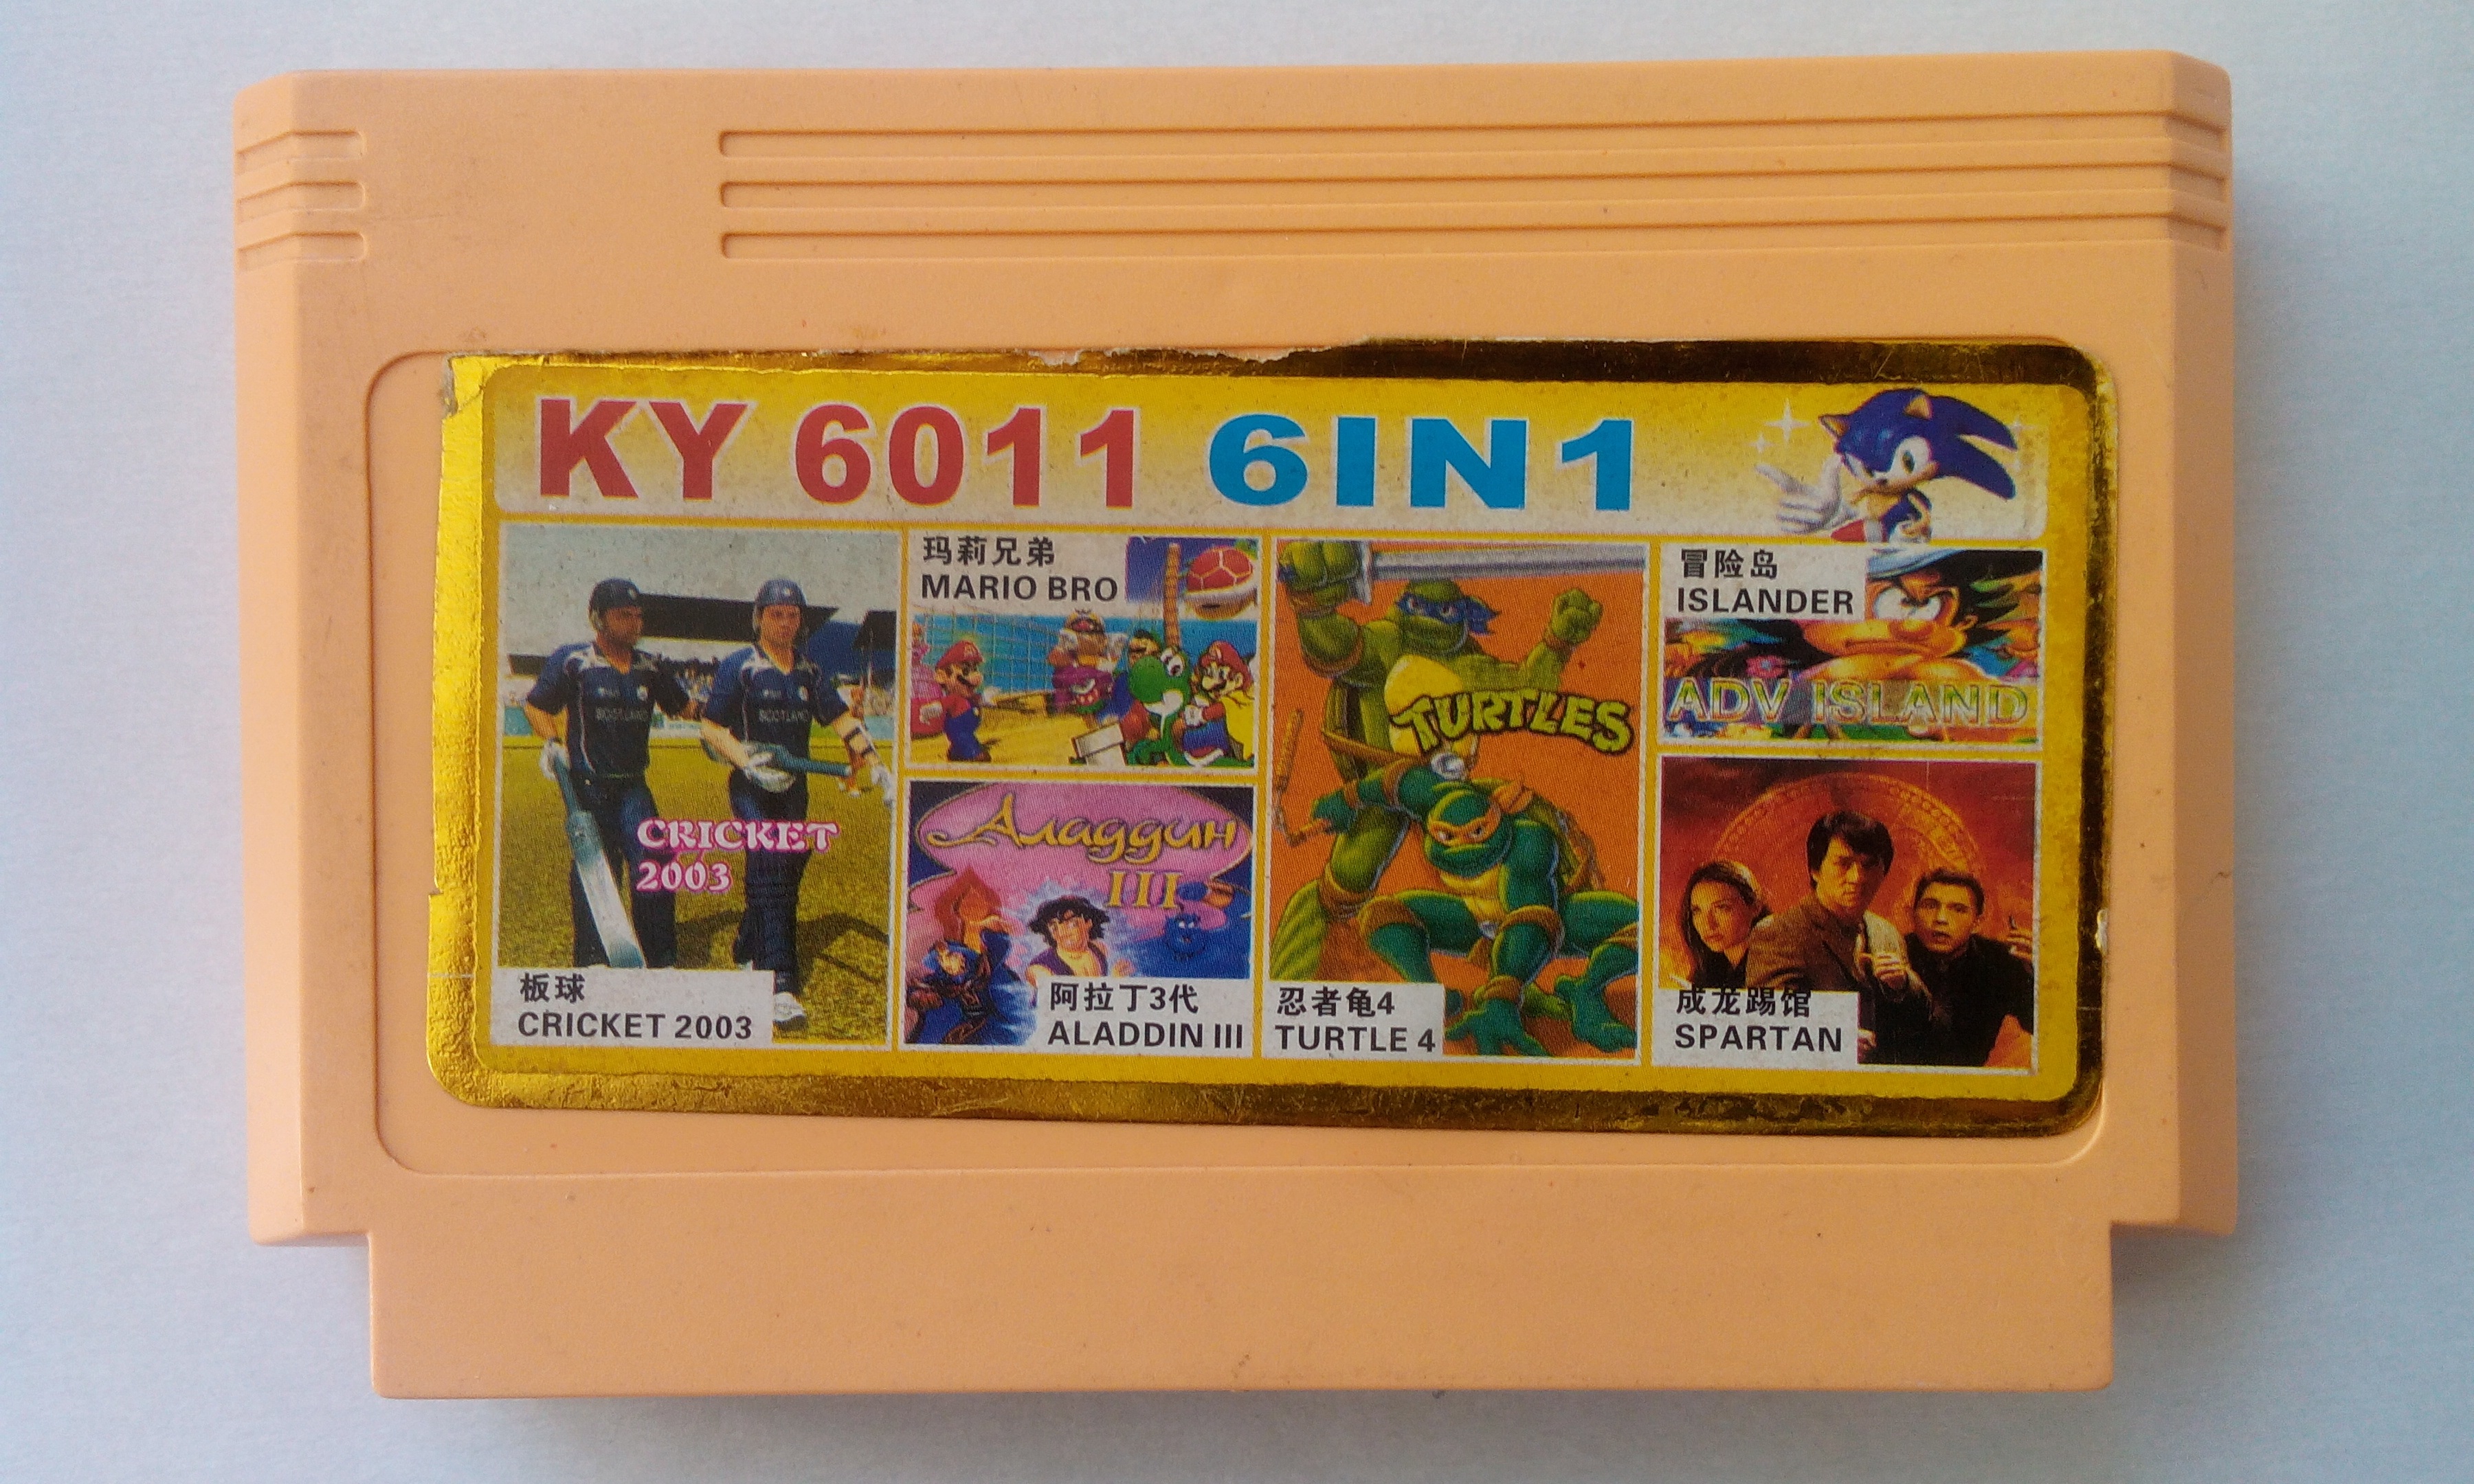 KY 6011 6IN1
CRICKET
2003
板球
CRICKET 2003
玛莉兄弟
MARIO BRO
Аладдин
III
阿拉丁3代
ALADDIN III
TURTLES
忍者龟4
TURTLE 4
冒险岛
ISLANDER
ADV ISLAND
成龙踢馆
SPARTAN
SCOTLAND
SCOTLAND